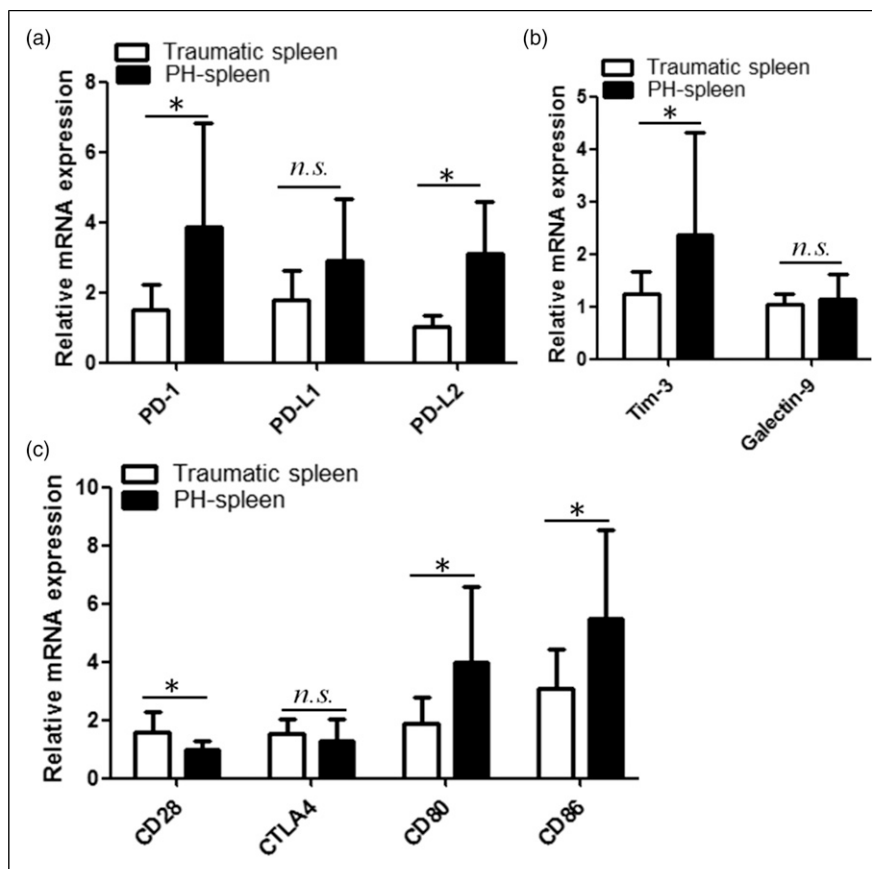 (a)
Traumatic spleen
PH-spleen
Relative mRNA expression
8
6
4
2
0
*
n.s.
*
PD-1
PD-L1
PD-L2
(b)
Traumatic spleen
PH-spleen
Relative mRNA expression
5
4
3
2
1
0
*
n.s.
Tim-3
Galectin-9
(c)
Traumatic spleen
PH-spleen
Relative mRNA expression
10
8
6
4
2
0
*
n.s.
*
*
CD28
CTLA4
CD80
CD86